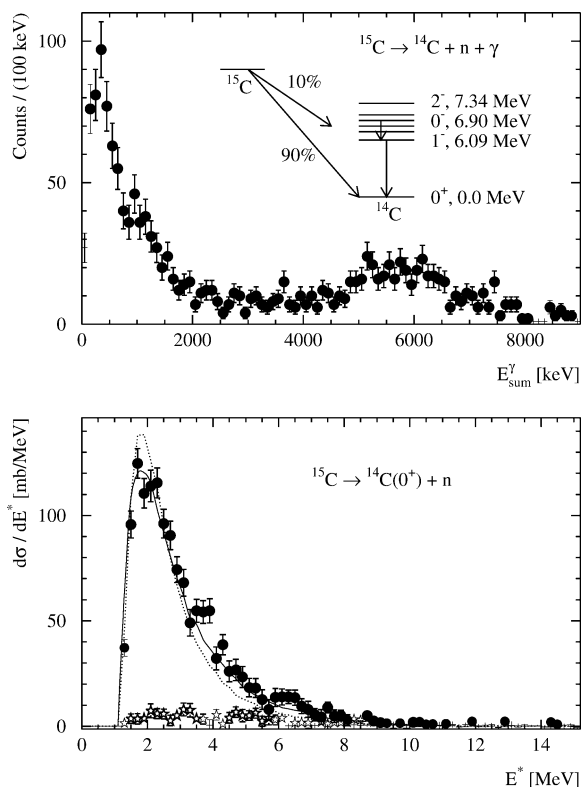 Counts / (100 keV)
100
50
0
¹⁵C → ¹⁴C + n + γ
¹⁵C
10%
90%
2⁻, 7.34 MeV
0⁻, 6.90 MeV
1⁻, 6.09 MeV
0⁺, 0.0 MeV
¹⁴C
0 2000 4000 6000 8000
E^γ_sum [keV]
dσ / dE* [mb/MeV]
100
50
0
¹⁵C → ¹⁴C(0⁺) + n
0 2 4 6 8 10 12 14
E* [MeV]